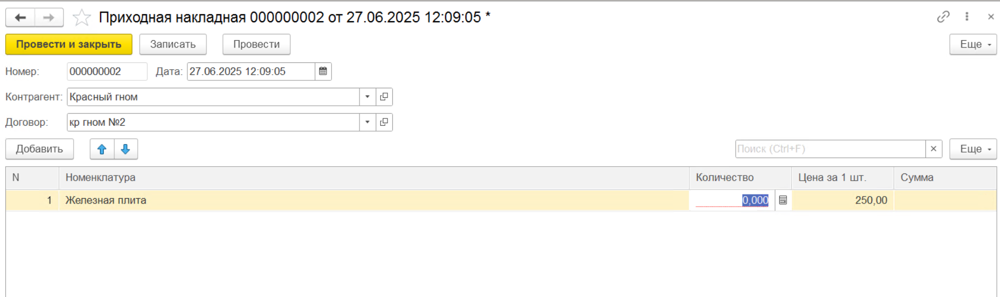 Приходная накладная 000000002 от 27.06.2025 12:09:05 *
Провести и закрыть Записать Провести Еще
Номер: 000000002 Дата: 27.06.2025 12:09:05
Контрагент: Красный гном
Договор: кр гном №2
Добавить Поиск (Ctrl+F) × Еще
N Номенклатура Количество Цена за 1 шт. Сумма
1 Железная плита 0,000 250,00